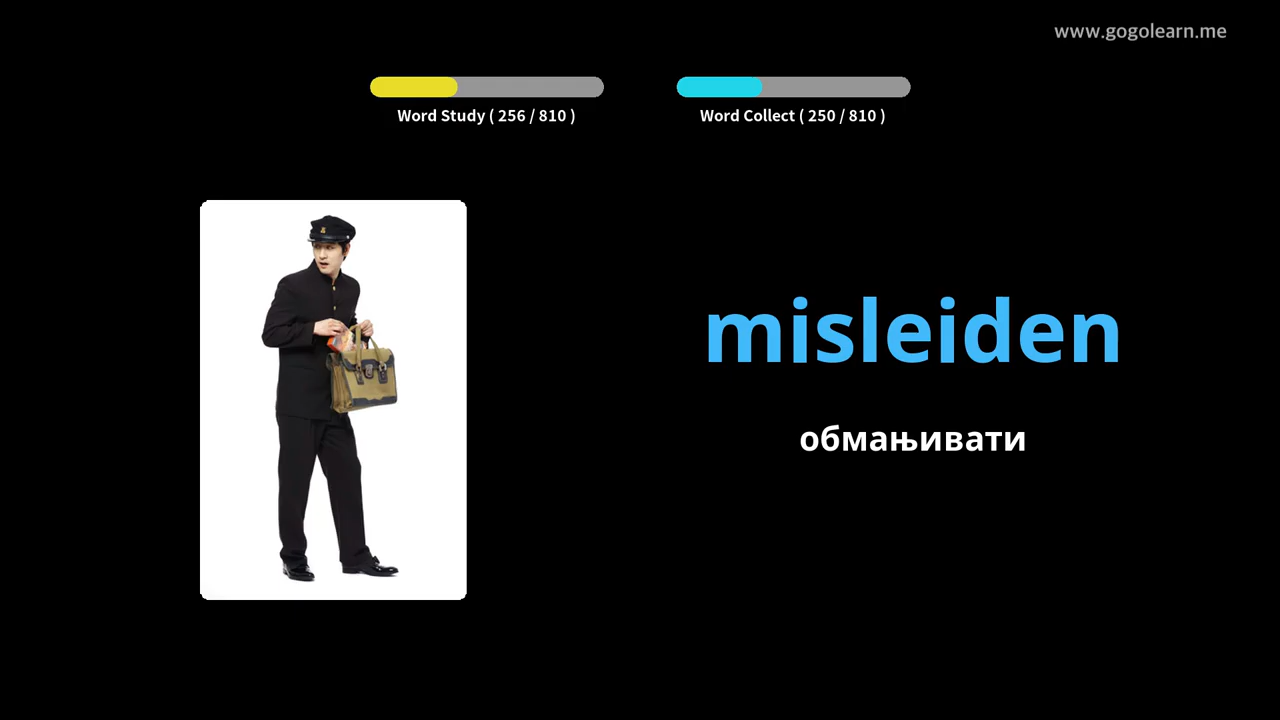 www.gogolearn.me
Word Study ( 256 / 810 )
Word Collect ( 250 / 810 )
misleiden
обмањивати